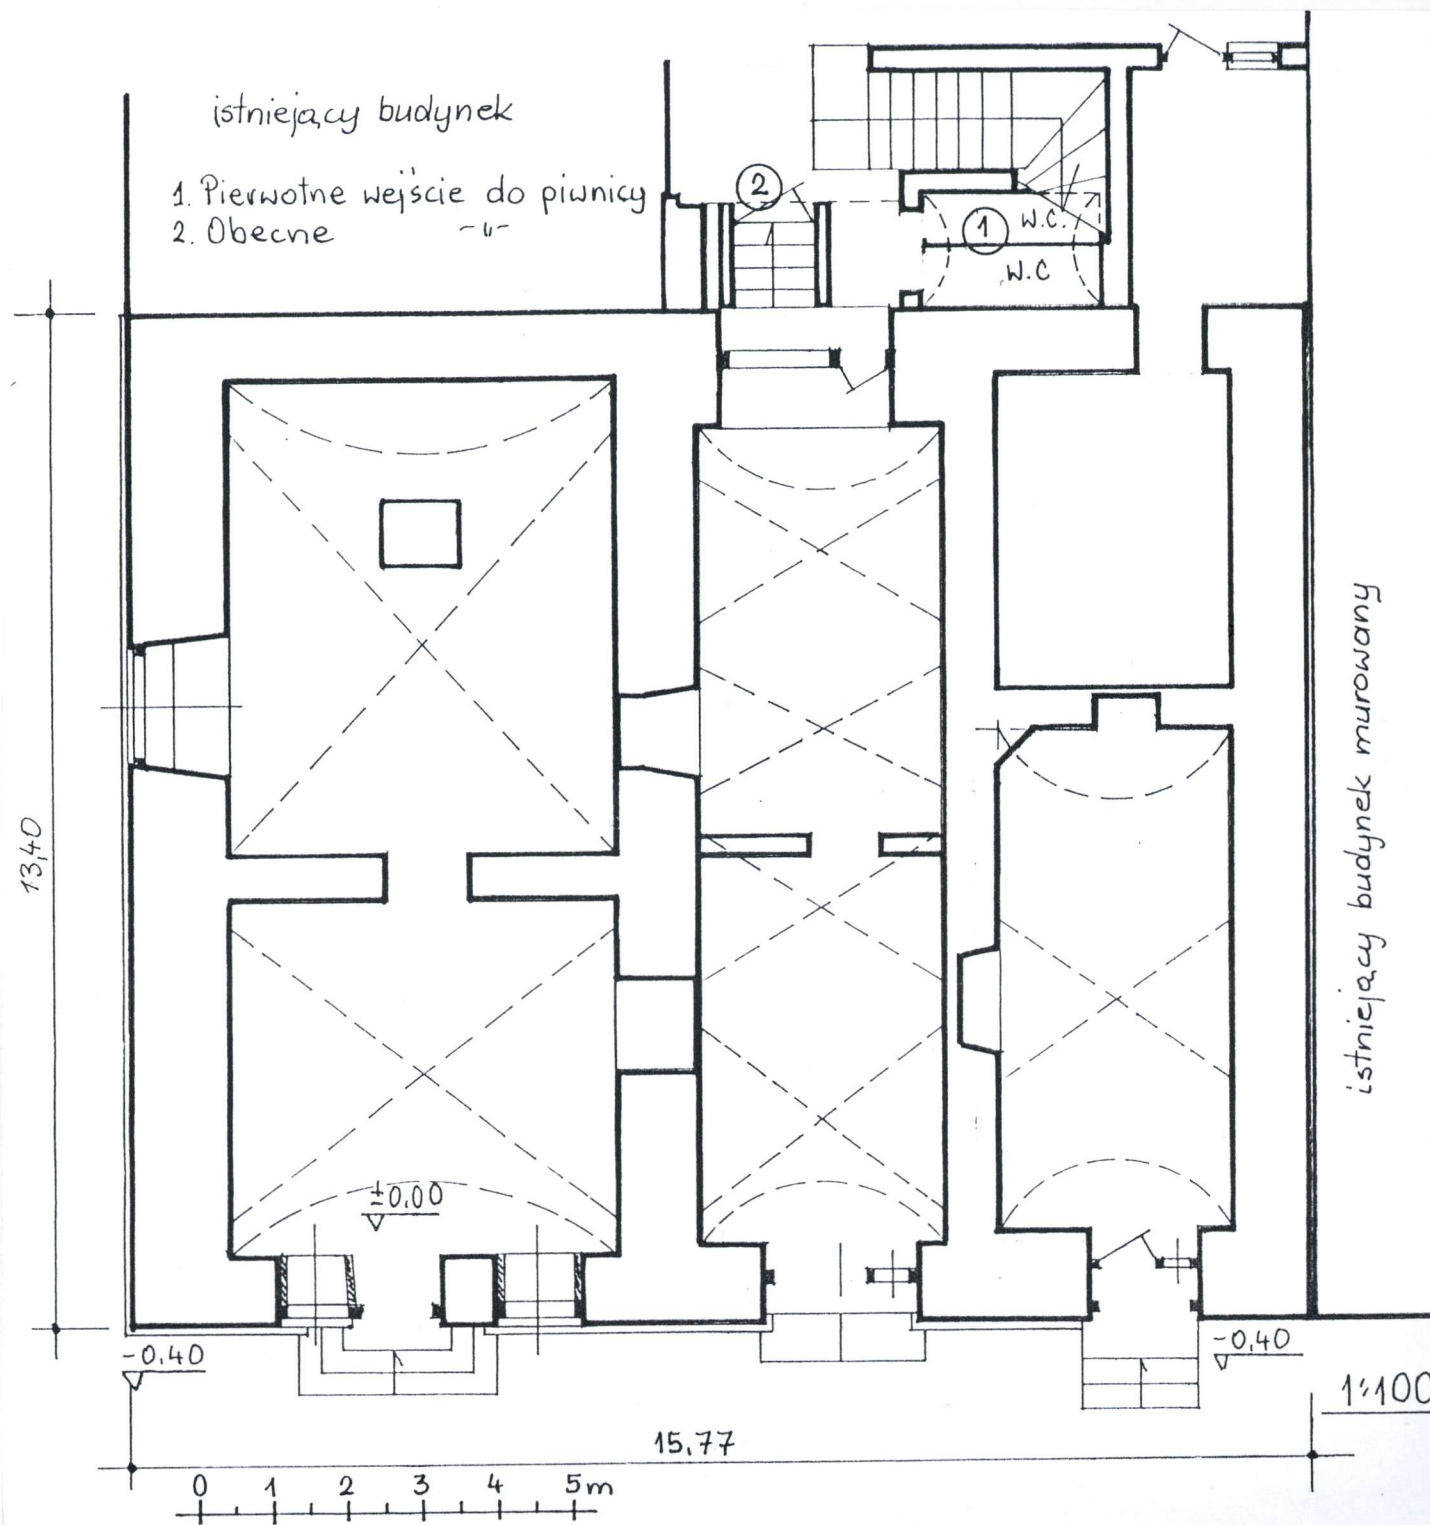 istniejący budynek
1. Pierwotne wejście do piwnicy
2. Obecne -"-
2
1
W.C.
W.C
13,40
istniejący budynek murowany
±0,00
-0,40
-0,40
1:100
15,77
0 1 2 3 4 5m